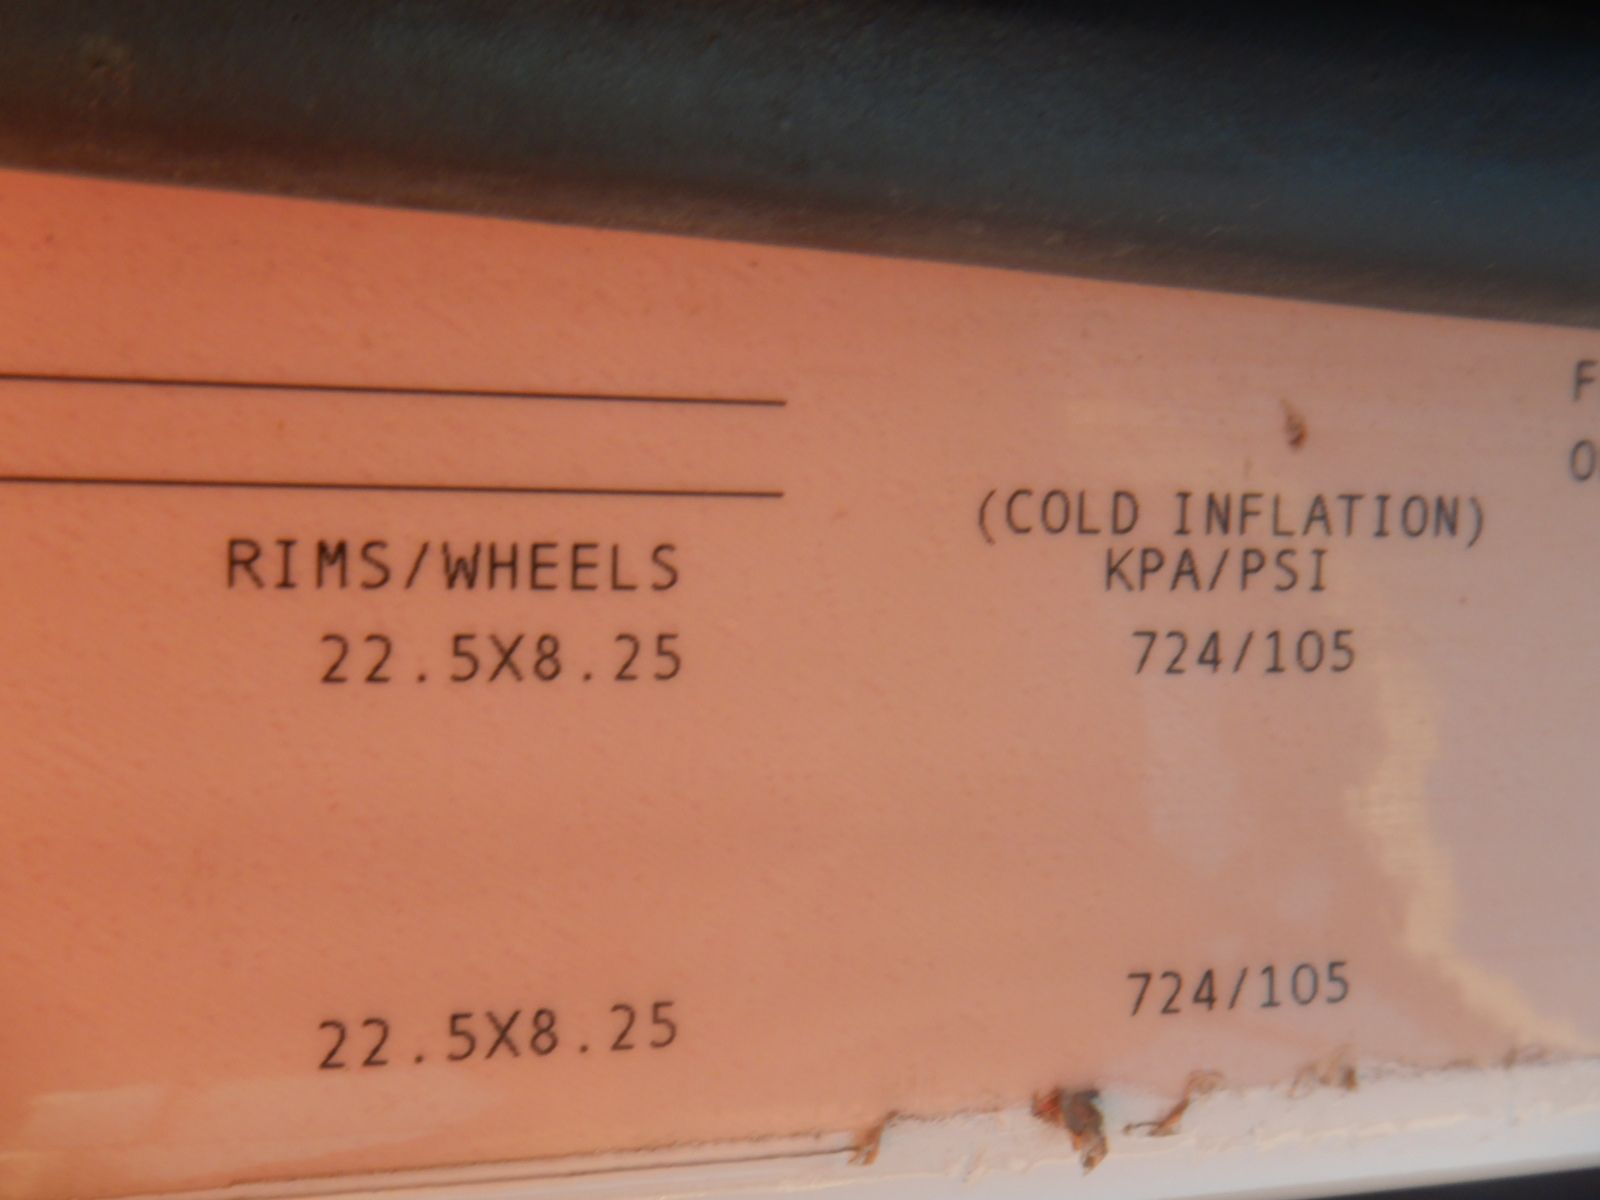 F
O
(COLD INFLATION)
RIMS/WHEELS KPA/PSI
22.5X8.25 724/105
22.5X8.25 724/105